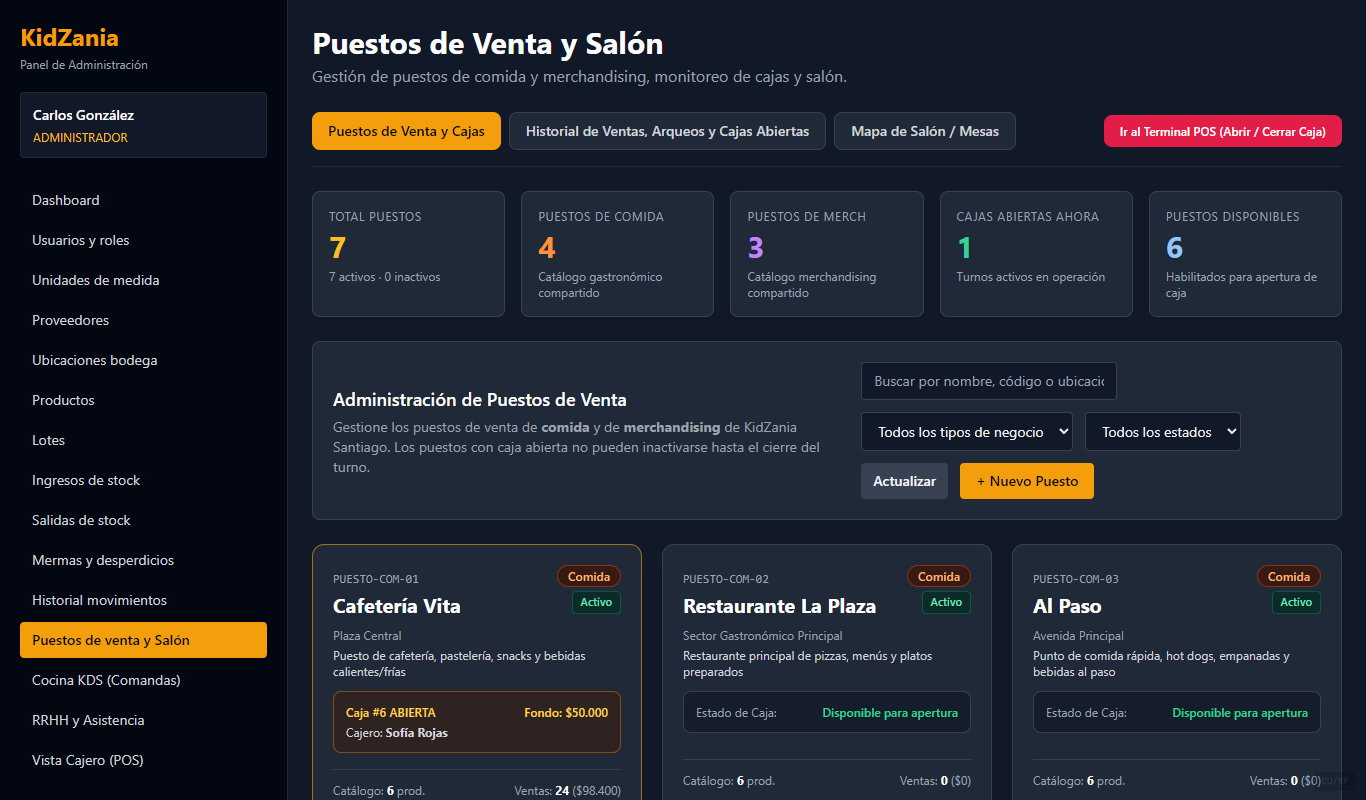 KidZania
Panel de Administración
Carlos González
ADMINISTRADOR
Dashboard
Usuarios y roles
Unidades de medida
Proveedores
Ubicaciones bodega
Productos
Lotes
Ingresos de stock
Salidas de stock
Mermas y desperdicios
Historial movimientos
Puestos de venta y Salón
Cocina KDS (Comandas)
RRHH y Asistencia
Vista Cajero (POS)
Puestos de Venta y Salón
Gestión de puestos de comida y merchandising, monitoreo de cajas y salón.
Puestos de Venta y Cajas
Historial de Ventas, Arqueos y Cajas Abiertas
Mapa de Salón / Mesas
Ir al Terminal POS (Abrir / Cerrar Caja)
TOTAL PUESTOS
7
7 activos · 0 inactivos
PUESTOS DE COMIDA
4
Catálogo gastronómico
compartido
PUESTOS DE MERCH
3
Catálogo merchandising
compartido
CAJAS ABIERTAS AHORA
1
Turnos activos en operación
PUESTOS DISPONIBLES
6
Habilitados para apertura de
caja
Administración de Puestos de Venta
Gestione los puestos de venta de comida y de merchandising de KidZania
Santiago. Los puestos con caja abierta no pueden inactivarse hasta el cierre del
turno.
Buscar por nombre, código o ubicació
Todos los tipos de negocio
Todos los estados
Actualizar
+ Nuevo Puesto
PUESTO-COM-01
Comida
Cafetería Vita
Activo
Plaza Central
Puesto de cafetería, pastelería, snacks y bebidas
calientes/frías
Caja #6 ABIERTA
Fondo: $50.000
Cajero: Sofía Rojas
Catálogo: 6 prod.
Ventas: 24 ($98.400)
PUESTO-COM-02
Comida
Restaurante La Plaza
Activo
Sector Gastronómico Principal
Restaurante principal de pizzas, menús y platos
preparados
Estado de Caja:
Disponible para apertura
Catálogo: 6 prod.
Ventas: 0 ($0)
PUESTO-COM-03
Comida
Al Paso
Activo
Avenida Principal
Punto de comida rápida, hot dogs, empanadas y
bebidas al paso
Estado de Caja:
Disponible para apertura
Catálogo: 6 prod.
Ventas: 0 ($0)